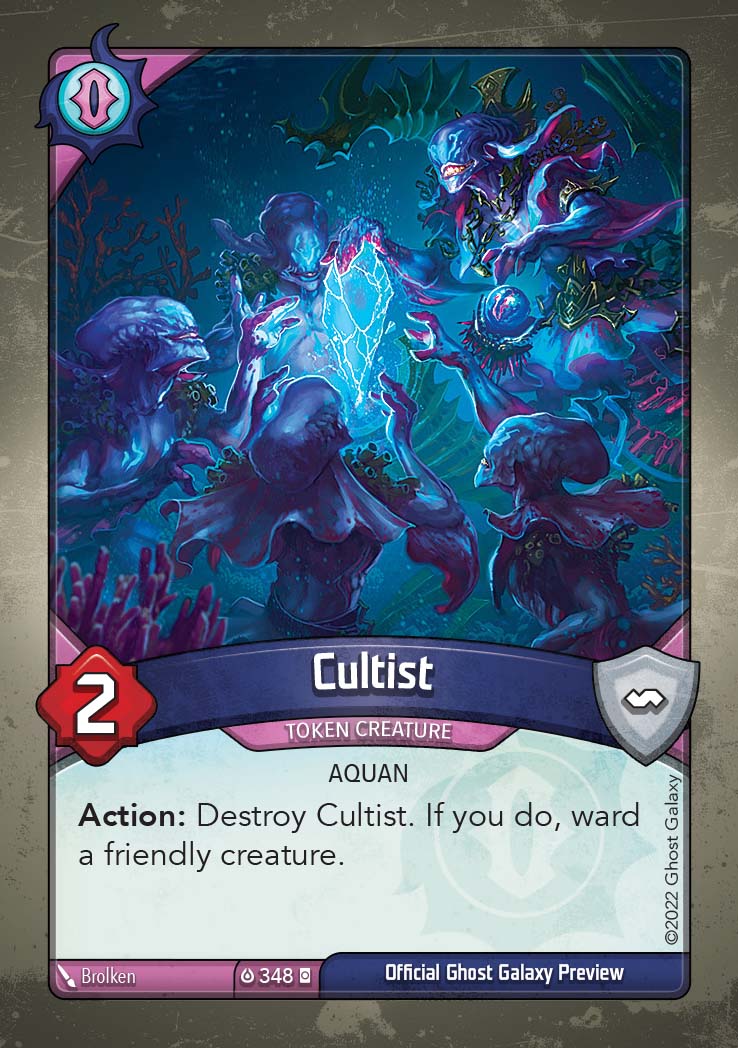 Cultist
2
TOKEN CREATURE
AQUAN
Action: Destroy Cultist. If you do, ward
a friendly creature.
©2022 Ghost Galaxy
Brolken
348
Official Ghost Galaxy Preview